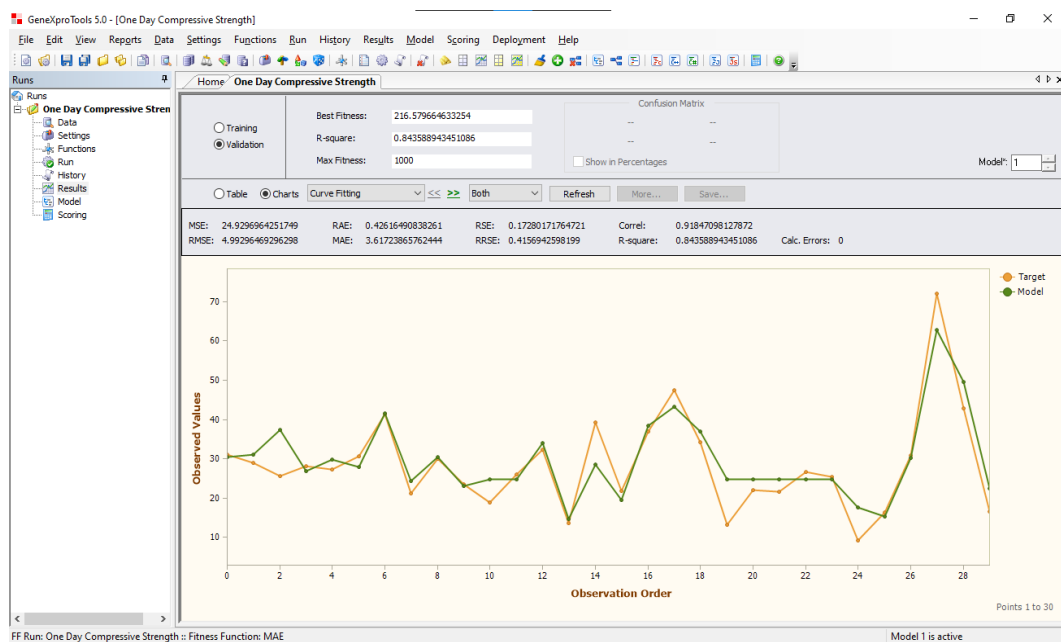 GeneXproTools 5.0 - [One Day Compressive Strength]
File Edit View Reports Data Settings Functions Run History Results Model Scoring Deployment Help
Runs
Runs
One Day Compressive Stren
Data
Settings
Functions
Run
History
Results
Model
Scoring
Home One Day Compressive Strength
Training
Validation
Best Fitness: 216.579664633254
R-square: 0.843588943451086
Max Fitness: 1000
Confusion Matrix
-- --
-- --
Show in Percentages
Model*: 1
Table Charts Curve Fitting << >> Both Refresh More... Save...
MSE: 24.9296964251749 RAE: 0.42616490838261 RSE: 0.17280171764721 Correl: 0.91847098127872
RMSE: 4.99296469296298 MAE: 3.61723865762444 RRSE: 0.4156942598199 R-square: 0.843588943451086 Calc. Errors: 0
Target
Model
70
60
50
40
30
20
10
Observed Values
0 2 4 6 8 10 12 14 16 18 20 22 24 26 28
Observation Order
Points 1 to 30
FF Run: One Day Compressive Strength :: Fitness Function: MAE
Model 1 is active